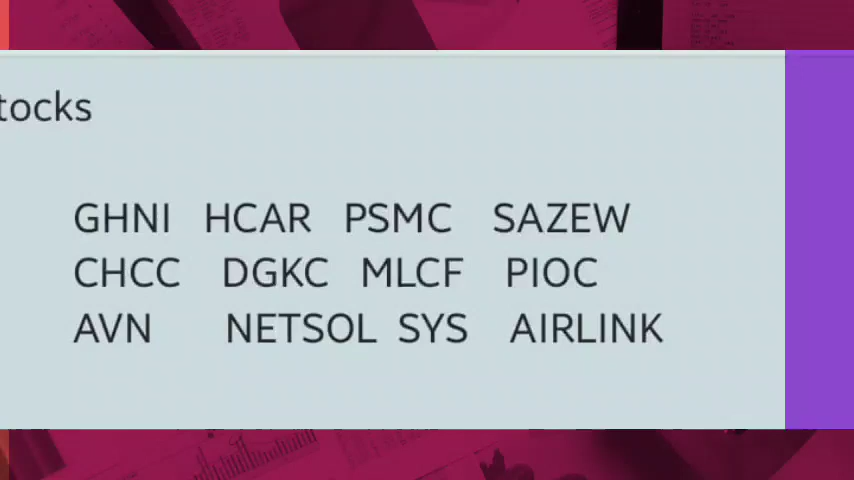 tocks
GHNI HCAR PSMC SAZEW
CHCC DGKC MLCF PIOC
AVN NETSOL SYS AIRLINK